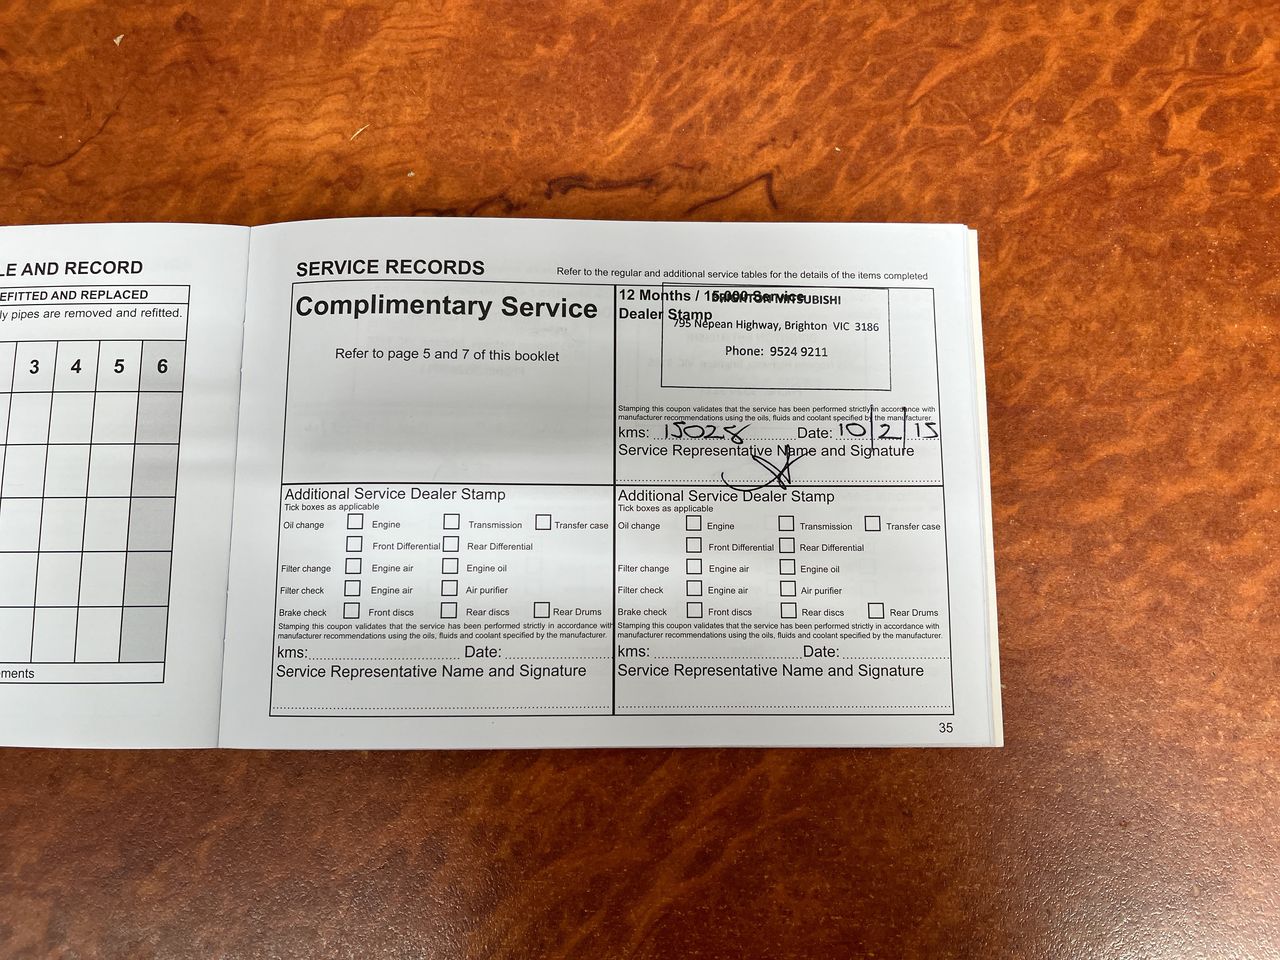 LE AND RECORD
EFITTED AND REPLACED
ly pipes are removed and refitted.
3 4 5 6
ments
SERVICE RECORDS
Refer to the regular and additional service tables for the details of the items completed
Complimentary Service
Refer to page 5 and 7 of this booklet
12 Months / 15,000 Service
Dealer Stamp
BRIGHTON MITSUBISHI
795 Nepean Highway, Brighton VIC 3186
Phone: 9524 9211
Stamping this coupon validates that the service has been performed strictly in accordance with
manufacturer recommendations using the oils, fluids and coolant specified by the manufacturer.
kms: 15028 Date: 10/2/15
Service Representative Name and Signature
Additional Service Dealer Stamp
Tick boxes as applicable
Oil change Engine Transmission Transfer case
Front Differential Rear Differential
Filter change Engine air Engine oil
Filter check Engine air Air purifier
Brake check Front discs Rear discs Rear Drums
Stamping this coupon validates that the service has been performed strictly in accordance with
manufacturer recommendations using the oils, fluids and coolant specified by the manufacturer.
kms: Date:
Service Representative Name and Signature
Additional Service Dealer Stamp
Tick boxes as applicable
Oil change Engine Transmission Transfer case
Front Differential Rear Differential
Filter change Engine air Engine oil
Filter check Engine air Air purifier
Brake check Front discs Rear discs Rear Drums
Stamping this coupon validates that the service has been performed strictly in accordance with
manufacturer recommendations using the oils, fluids and coolant specified by the manufacturer.
kms: Date:
Service Representative Name and Signature
35